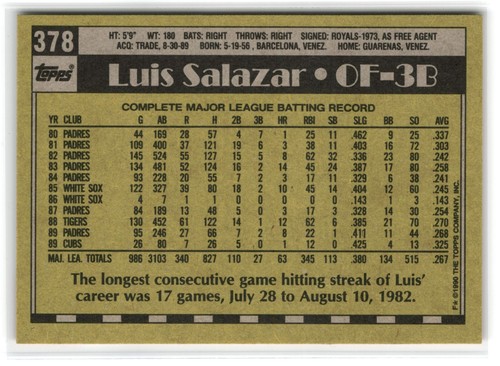 378
HT: 5'9" WT: 180 BATS: RIGHT THROWS: RIGHT SIGNED: ROYALS-1973, AS FREE AGENT
ACQ: TRADE, 8-30-89 BORN: 5-19-56, BARCELONA, VENEZ. HOME: GUARENAS, VENEZ.
Topps
LUIS SALAZAR • OF-3B
COMPLETE MAJOR LEAGUE BATTING RECORD
YR CLUB G AB R H 2B 3B HR RBI SB SLG BB SO AVG
80 PADRES 44 169 28 57 4 7 1 25 11 .462 9 25 .337
81 PADRES 109 400 37 121 19 6 3 38 11 .403 16 72 .303
82 PADRES 145 524 55 127 15 5 8 62 32 .333 23 80 .242
83 PADRES 134 481 52 124 16 2 14 45 24 .387 17 80 .258
84 PADRES 93 228 20 55 7 2 3 17 11 .329 6 38 .241
85 WHITE SOX 122 327 39 80 18 2 10 45 14 .404 12 60 .245
86 WHITE SOX 4 7 1 1 0 0 0 0 0 .143 1 3 .143
87 PADRES 84 189 13 48 5 0 3 17 3 .328 14 30 .254
88 TIGERS 130 452 61 122 14 1 12 62 6 .385 21 70 .270
89 PADRES 95 246 27 66 7 2 8 22 1 .411 11 44 .268
89 CUBS 26 80 7 26 5 0 1 12 0 .425 4 13 .325
MAJ. LEA. TOTALS 986 3103 340 827 110 27 63 345 113 .380 134 515 .267
The longest consecutive game hitting streak of Luis'
career was 17 games, July 28 to August 10, 1982.
F* © 1990 THE TOPPS COMPANY, INC.